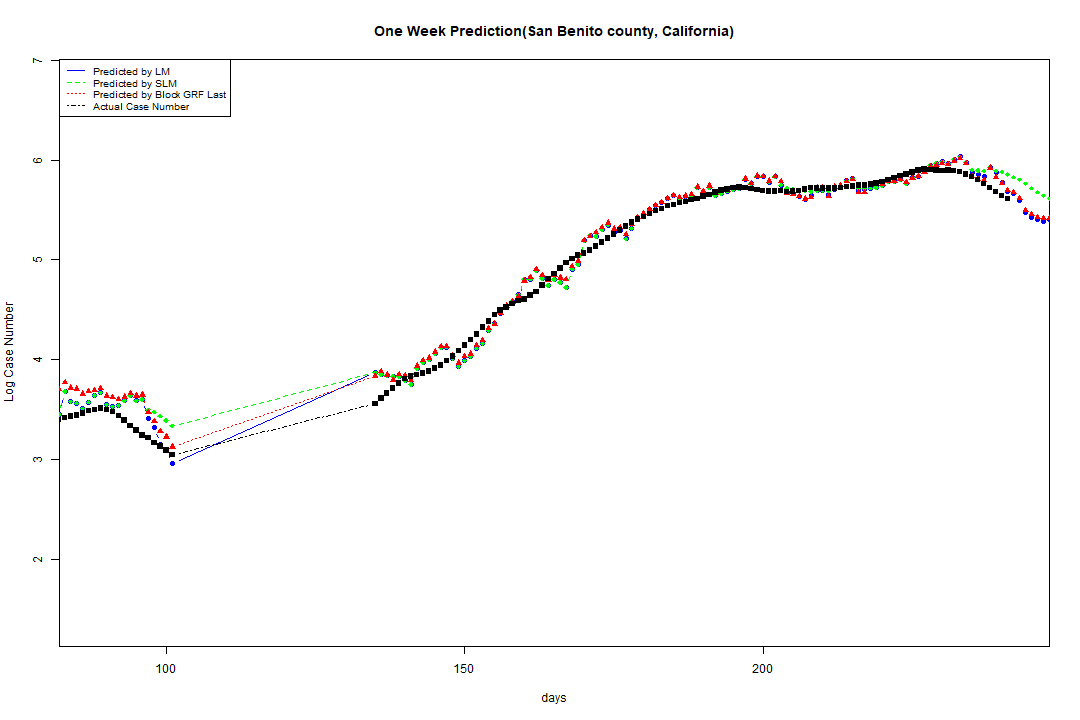 One Week Prediction(San Benito county, California)
Predicted by LM
Predicted by SLM
Predicted by Block GRF Last
Actual Case Number
7
6
5
4
3
2
Log Case Number
100
150
200
days